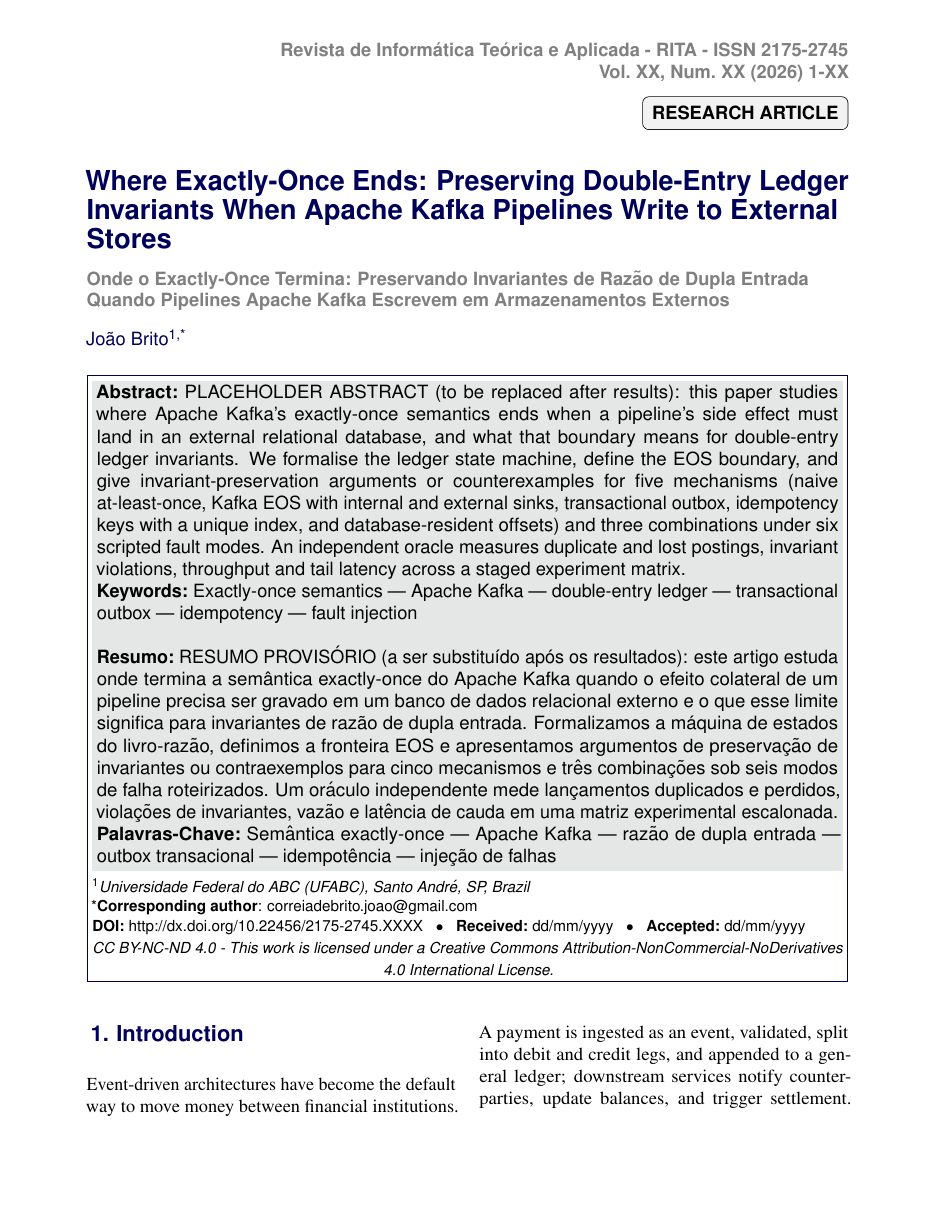 Revista de Informática Teórica e Aplicada - RITA - ISSN 2175-2745
Vol. XX, Num. XX (2026) 1-XX
RESEARCH ARTICLE
Where Exactly-Once Ends: Preserving Double-Entry Ledger
Invariants When Apache Kafka Pipelines Write to External
Stores
Onde o Exactly-Once Termina: Preservando Invariantes de Razão de Dupla Entrada
Quando Pipelines Apache Kafka Escrevem em Armazenamentos Externos
João Brito1,*
Abstract: PLACEHOLDER ABSTRACT (to be replaced after results): this paper studies
where Apache Kafka's exactly-once semantics ends when a pipeline's side effect must
land in an external relational database, and what that boundary means for double-entry
ledger invariants. We formalise the ledger state machine, define the EOS boundary, and
give invariant-preservation arguments or counterexamples for five mechanisms (naive
at-least-once, Kafka EOS with internal and external sinks, transactional outbox, idempotency
keys with a unique index, and database-resident offsets) and three combinations under six
scripted fault modes. An independent oracle measures duplicate and lost postings, invariant
violations, throughput and tail latency across a staged experiment matrix.
Keywords: Exactly-once semantics — Apache Kafka — double-entry ledger — transactional
outbox — idempotency — fault injection
Resumo: RESUMO PROVISÓRIO (a ser substituído após os resultados): este artigo estuda
onde termina a semântica exactly-once do Apache Kafka quando o efeito colateral de um
pipeline precisa ser gravado em um banco de dados relacional externo e o que esse limite
significa para invariantes de razão de dupla entrada. Formalizamos a máquina de estados
do livro-razão, definimos a fronteira EOS e apresentamos argumentos de preservação de
invariantes ou contraexemplos para cinco mecanismos e três combinações sob seis modos
de falha roteirizados. Um oráculo independente mede lançamentos duplicados e perdidos,
violações de invariantes, vazão e latência de cauda em uma matriz experimental escalonada.
Palavras-Chave: Semântica exactly-once — Apache Kafka — razão de dupla entrada —
outbox transacional — idempotência — injeção de falhas
1Universidade Federal do ABC (UFABC), Santo André, SP, Brazil
*Corresponding author: correiadebrito.joao@gmail.com
DOI: http://dx.doi.org/10.22456/2175-2745.XXXX • Received: dd/mm/yyyy • Accepted: dd/mm/yyyy
CC BY-NC-ND 4.0 - This work is licensed under a Creative Commons Attribution-NonCommercial-NoDerivatives
4.0 International License.
1. Introduction
Event-driven architectures have become the default
way to move money between financial institutions.
A payment is ingested as an event, validated, split
into debit and credit legs, and appended to a gen-
eral ledger; downstream services notify counter-
parties, update balances, and trigger settlement.